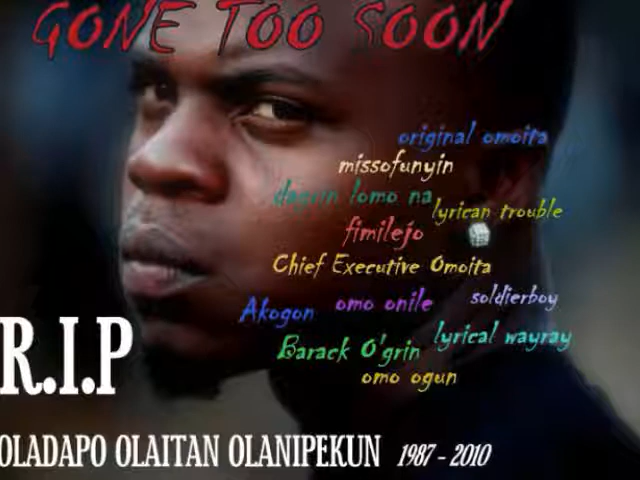 GONE TOO SOON
original omoita
missofunyin
dagrin lomo na
lyrican trouble
fimilejo
Chief Executive Omoita
Akogon omo onile soldierboy
Barack O'grin lyrical wayray
omo ogun
R.I.P
OLADAPO OLAITAN OLANIPEKUN 1987 - 2010